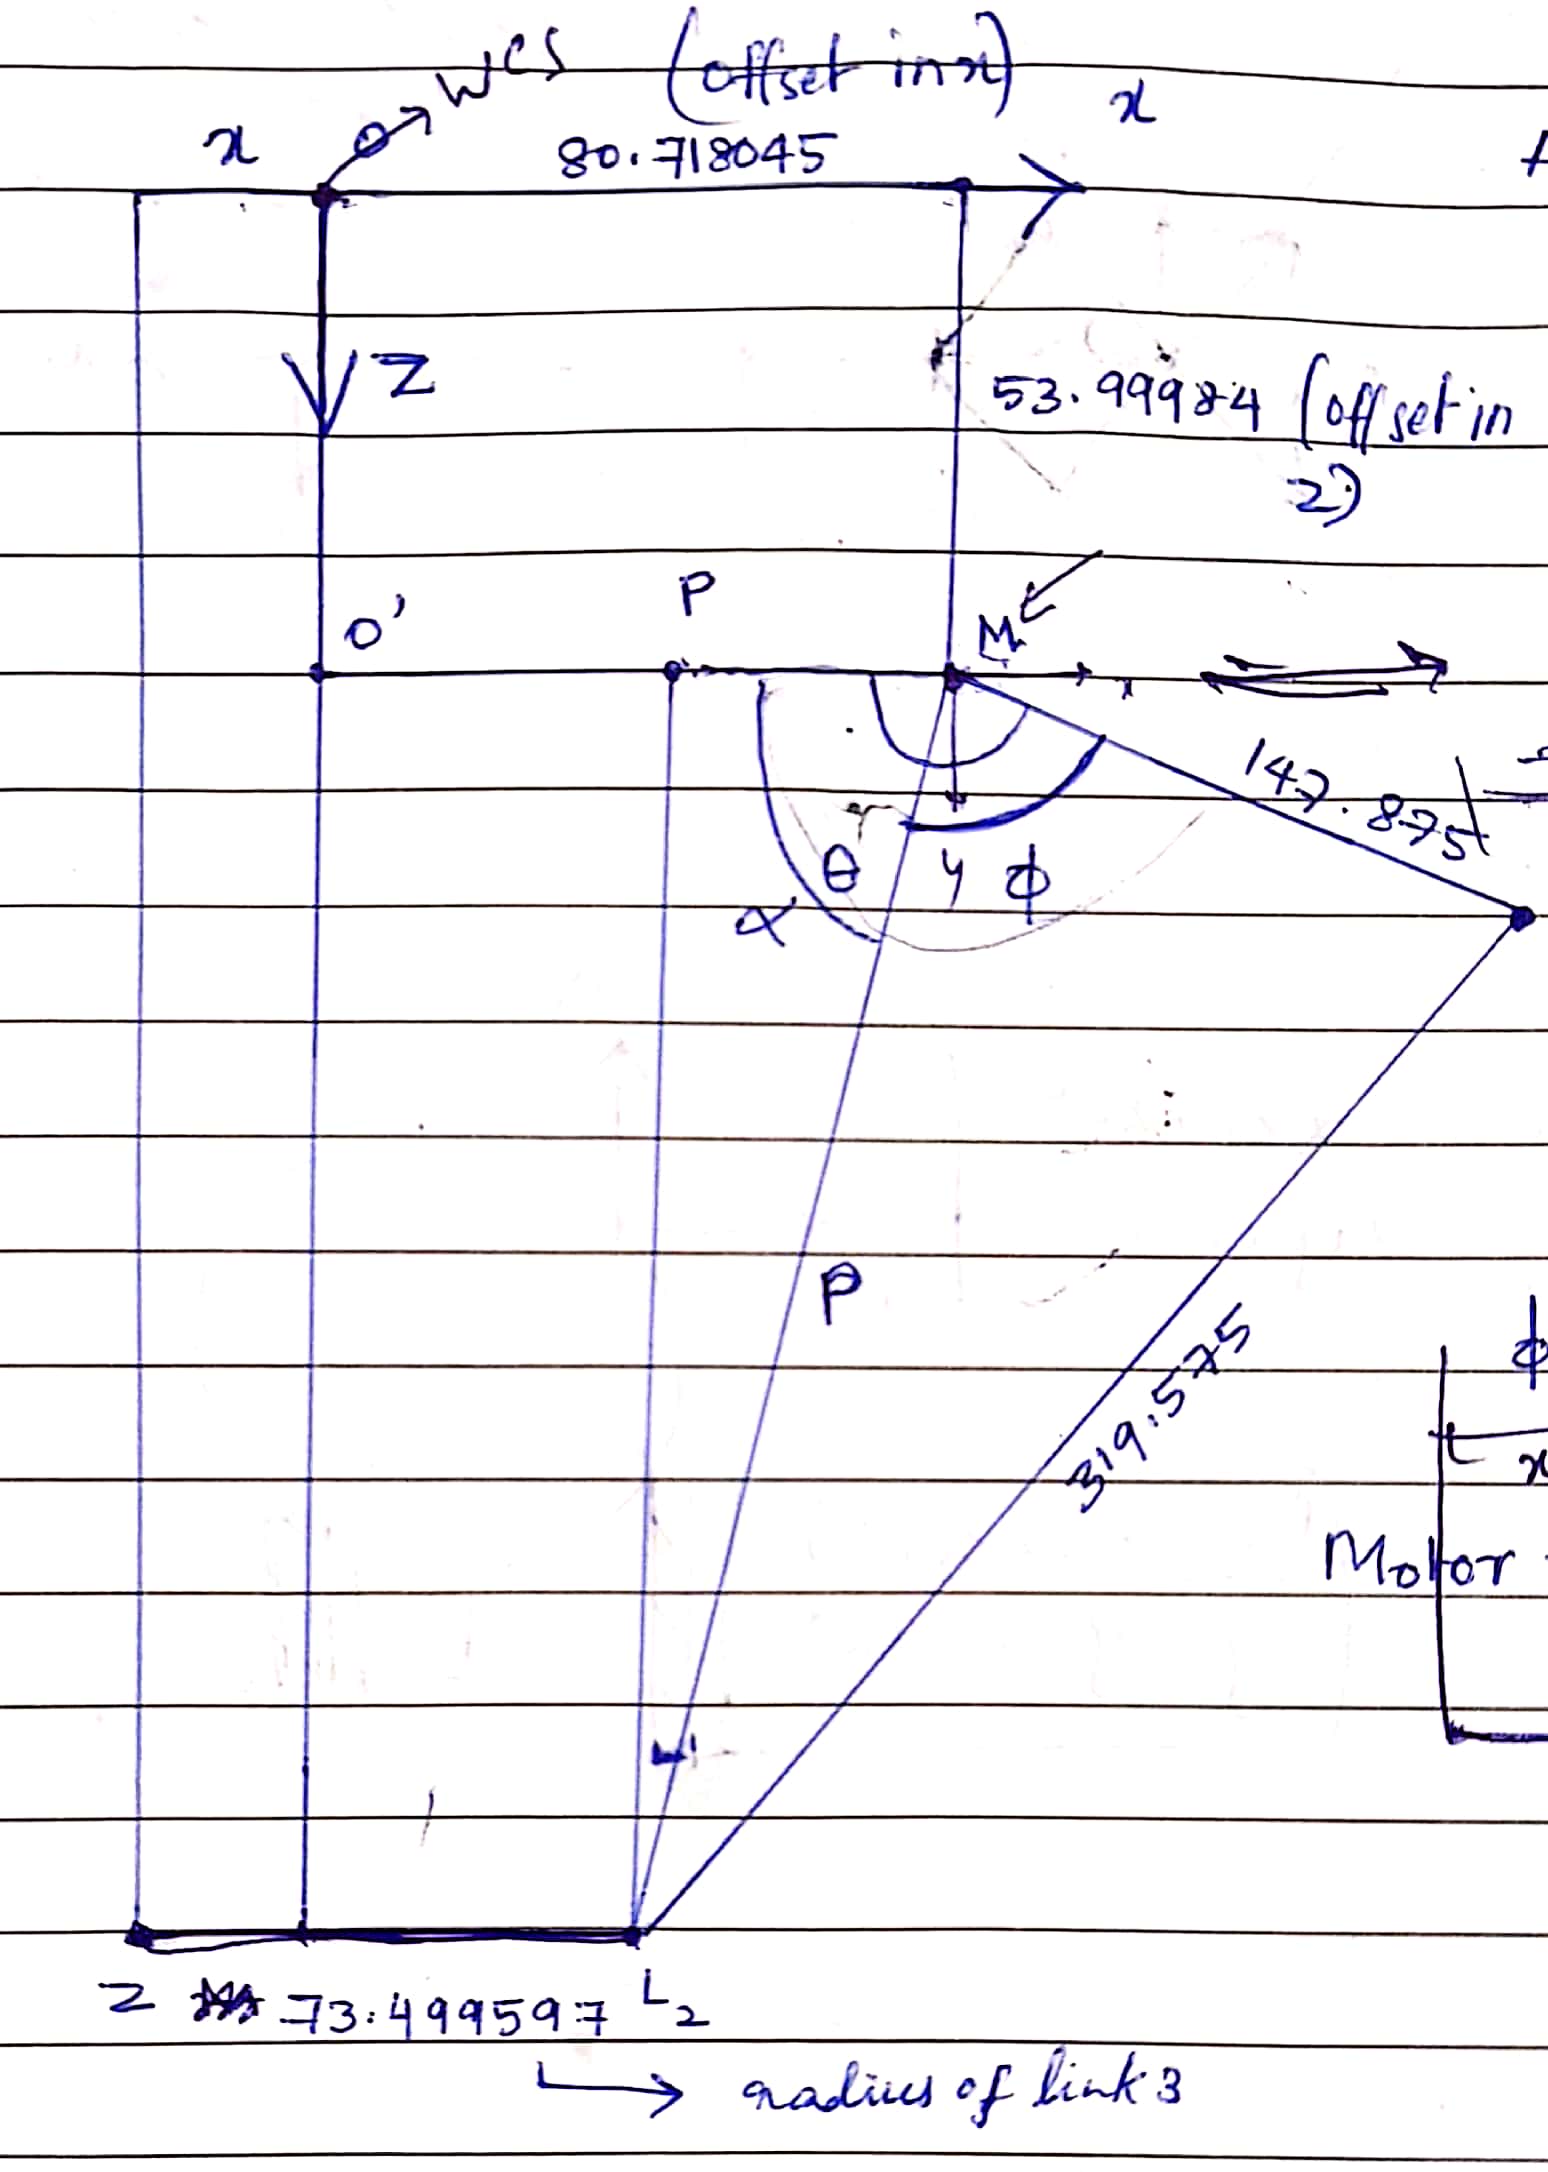 WCS (offset in x)
x 80.718045 x
Z
53.99984 (offset in
z)
P
O' M
147.875
θ y φ
α
P
319.575
φ
x
Motor
Z 73.499597 L2
radius of link 3